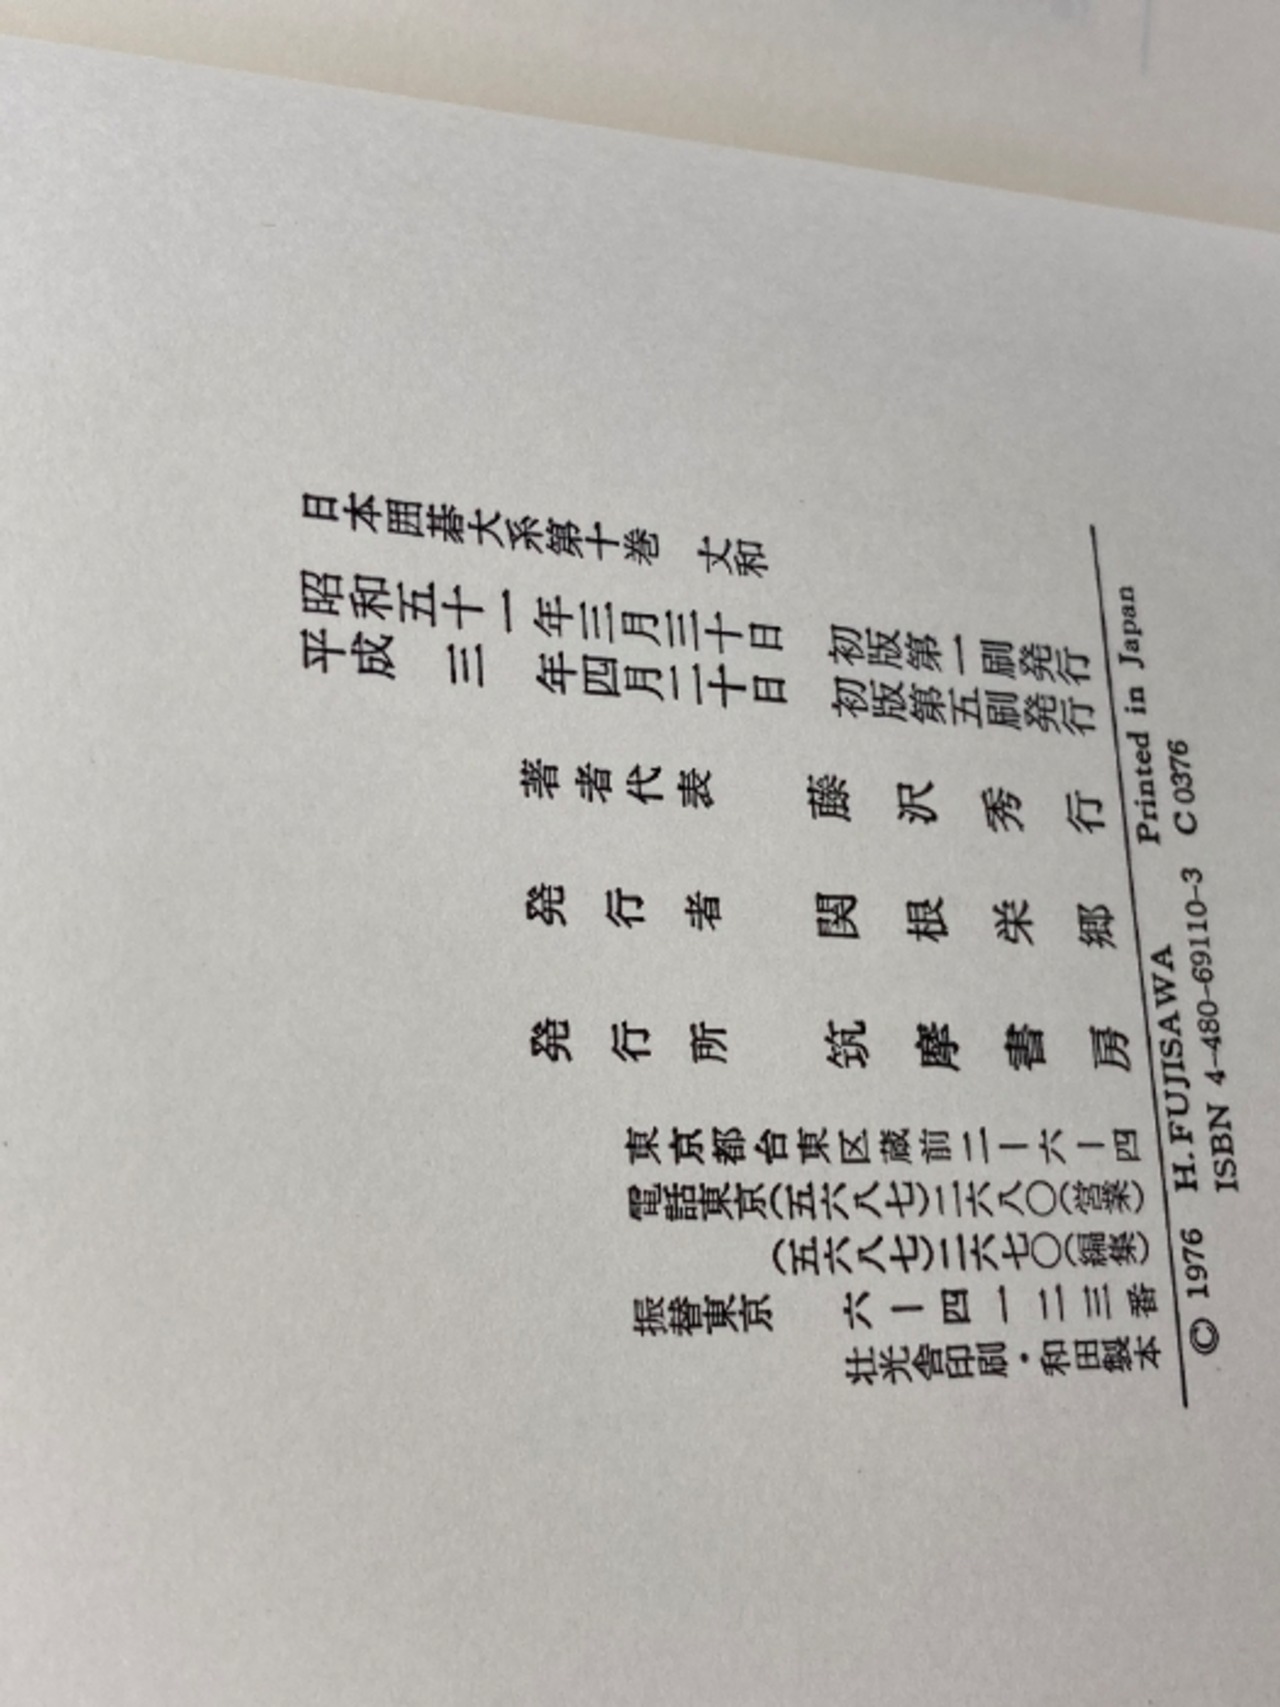 日本囲碁大系第十巻 丈和
昭和五十一年三月三十日 初版第一刷発行
平成三年四月二十日 初版第五刷発行
著者代表 藤沢秀行
発行者 関根栄郷
発行所 筑摩書房
東京都台東区蔵前二ー六ー四
電話東京(五六八七)二六八〇(営業)
(五六八七)二六七〇(編集)
振替東京 六ー四一二三番
壮光舎印刷・和田製本
© 1976 H. FUJISAWA Printed in Japan
ISBN 4-480-69110-3 C0376